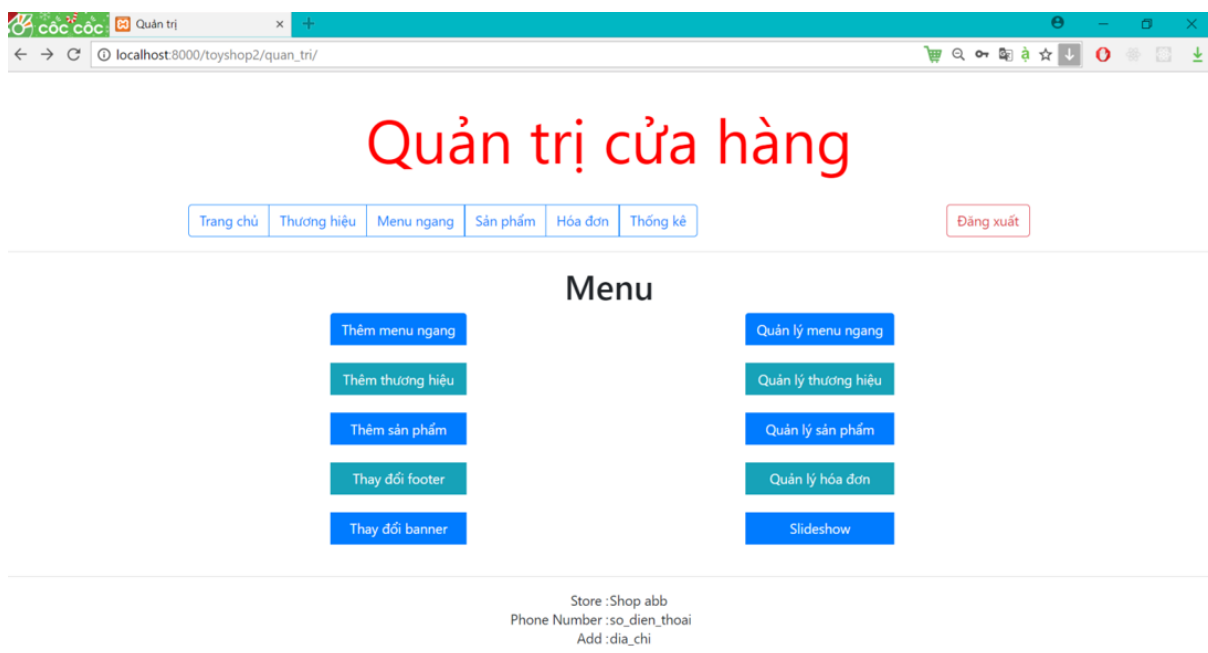 cốc cốc Quản trị
localhost:8000/toyshop2/quan_tri/
Quản trị cửa hàng
Trang chủ Thương hiệu Menu ngang Sản phẩm Hóa đơn Thống kê Đăng xuất
Menu
Thêm menu ngang Quản lý menu ngang
Thêm thương hiệu Quản lý thương hiệu
Thêm sản phẩm Quản lý sản phẩm
Thay đổi footer Quản lý hóa đơn
Thay đổi banner Slideshow
Store :Shop abb
Phone Number :so_dien_thoai
Add :dia_chi